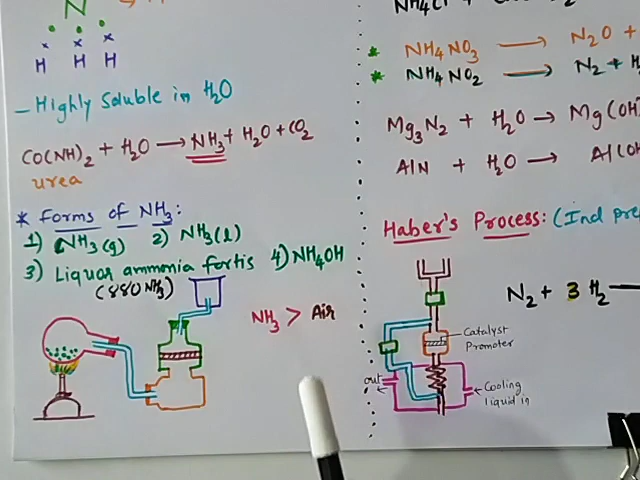 N
H H H
– Highly Soluble in H₂O
CO(NH)₂ + H₂O → NH₃ + H₂O + CO₂
urea
* Forms of NH₃:
1) NH₃(g) 2) NH₃(l)
3) Liquor ammonia fortis 4) NH₄OH
(880 NH₃)
NH₃ > Air
* NH₄NO₃ → N₂O +
* NH₄NO₂ → N₂ + H
Mg₃N₂ + H₂O → Mg(OH)
AlN + H₂O → Al(OH
Haber's Process: (Ind pre
N₂ + 3 H₂
Catalyst
Promoter
out
Cooling
liquid in